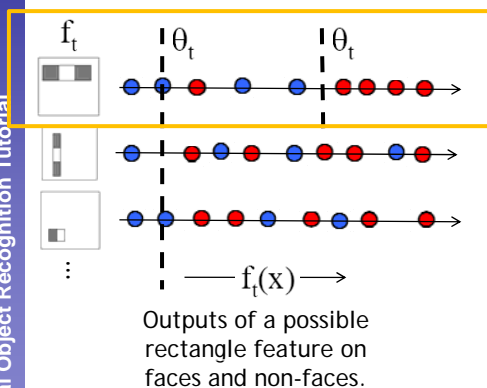 f_t
θ_t
θ_t
f_t(x)
Outputs of a possible
rectangle feature on
faces and non-faces.
Object Recognition Tutorial